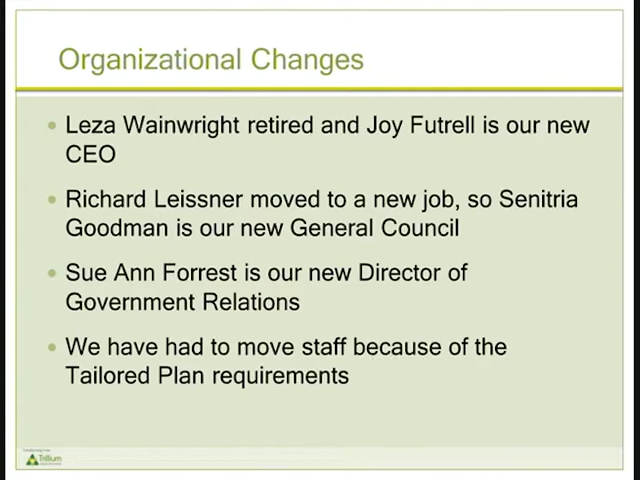 Organizational Changes
Leza Wainwright retired and Joy Futrell is our new
CEO
Richard Leissner moved to a new job, so Senitria
Goodman is our new General Council
Sue Ann Forrest is our new Director of
Government Relations
We have had to move staff because of the
Tailored Plan requirements
Trillium